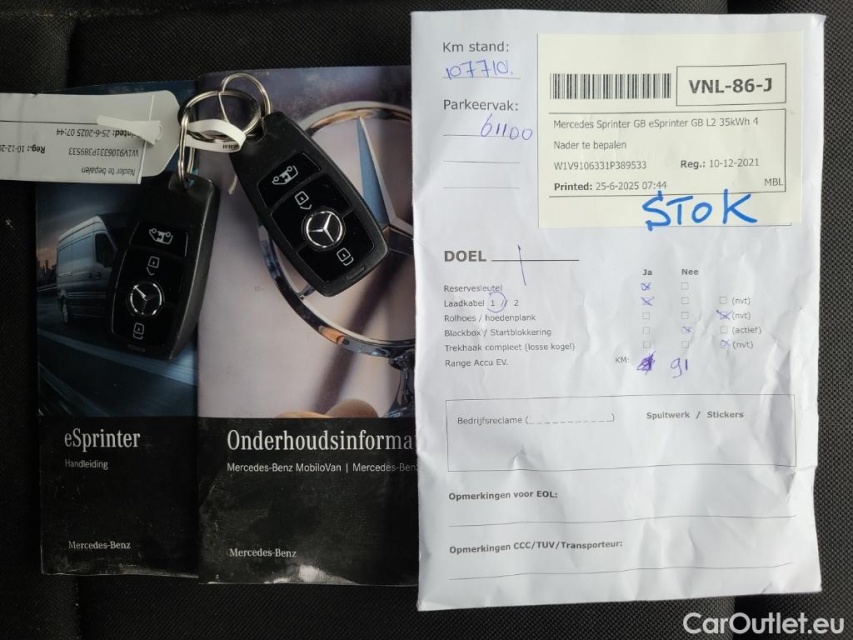 Km stand:
107710.
Parkeervak:
61100
VNL-86-J
Mercedes Sprinter GB eSprinter GB L2 35kWh 4
Nader te bepalen
W1V9106331P389533 Reg.: 10-12-2021
Printed: 25-6-2025 07:44 MBL
STOK
DOEL
Ja Nee
Reservesleutel
Laadkabel 1 / 2 (nvt)
Rolhoes / hoedenplank (nvt)
Blackbox / Startblokkering (actief)
Trekhaak compleet (losse kogel) (nvt)
Range Accu EV. KM: 91
Bedrijfsreclame ( ) Spuitwerk / Stickers
Opmerkingen voor EOL:
Opmerkingen CCC/TUV/Transporteur:
Nader te bepalen
W1V9106331P389533
Reg.: 10-12-20
nted: 25-6-2025 07:44
eSprinter
Handleiding
Mercedes-Benz
Onderhoudsinforma
Mercedes-Benz MobiloVan | Mercedes-Ben
Mercedes-Benz
CarOutlet.eu